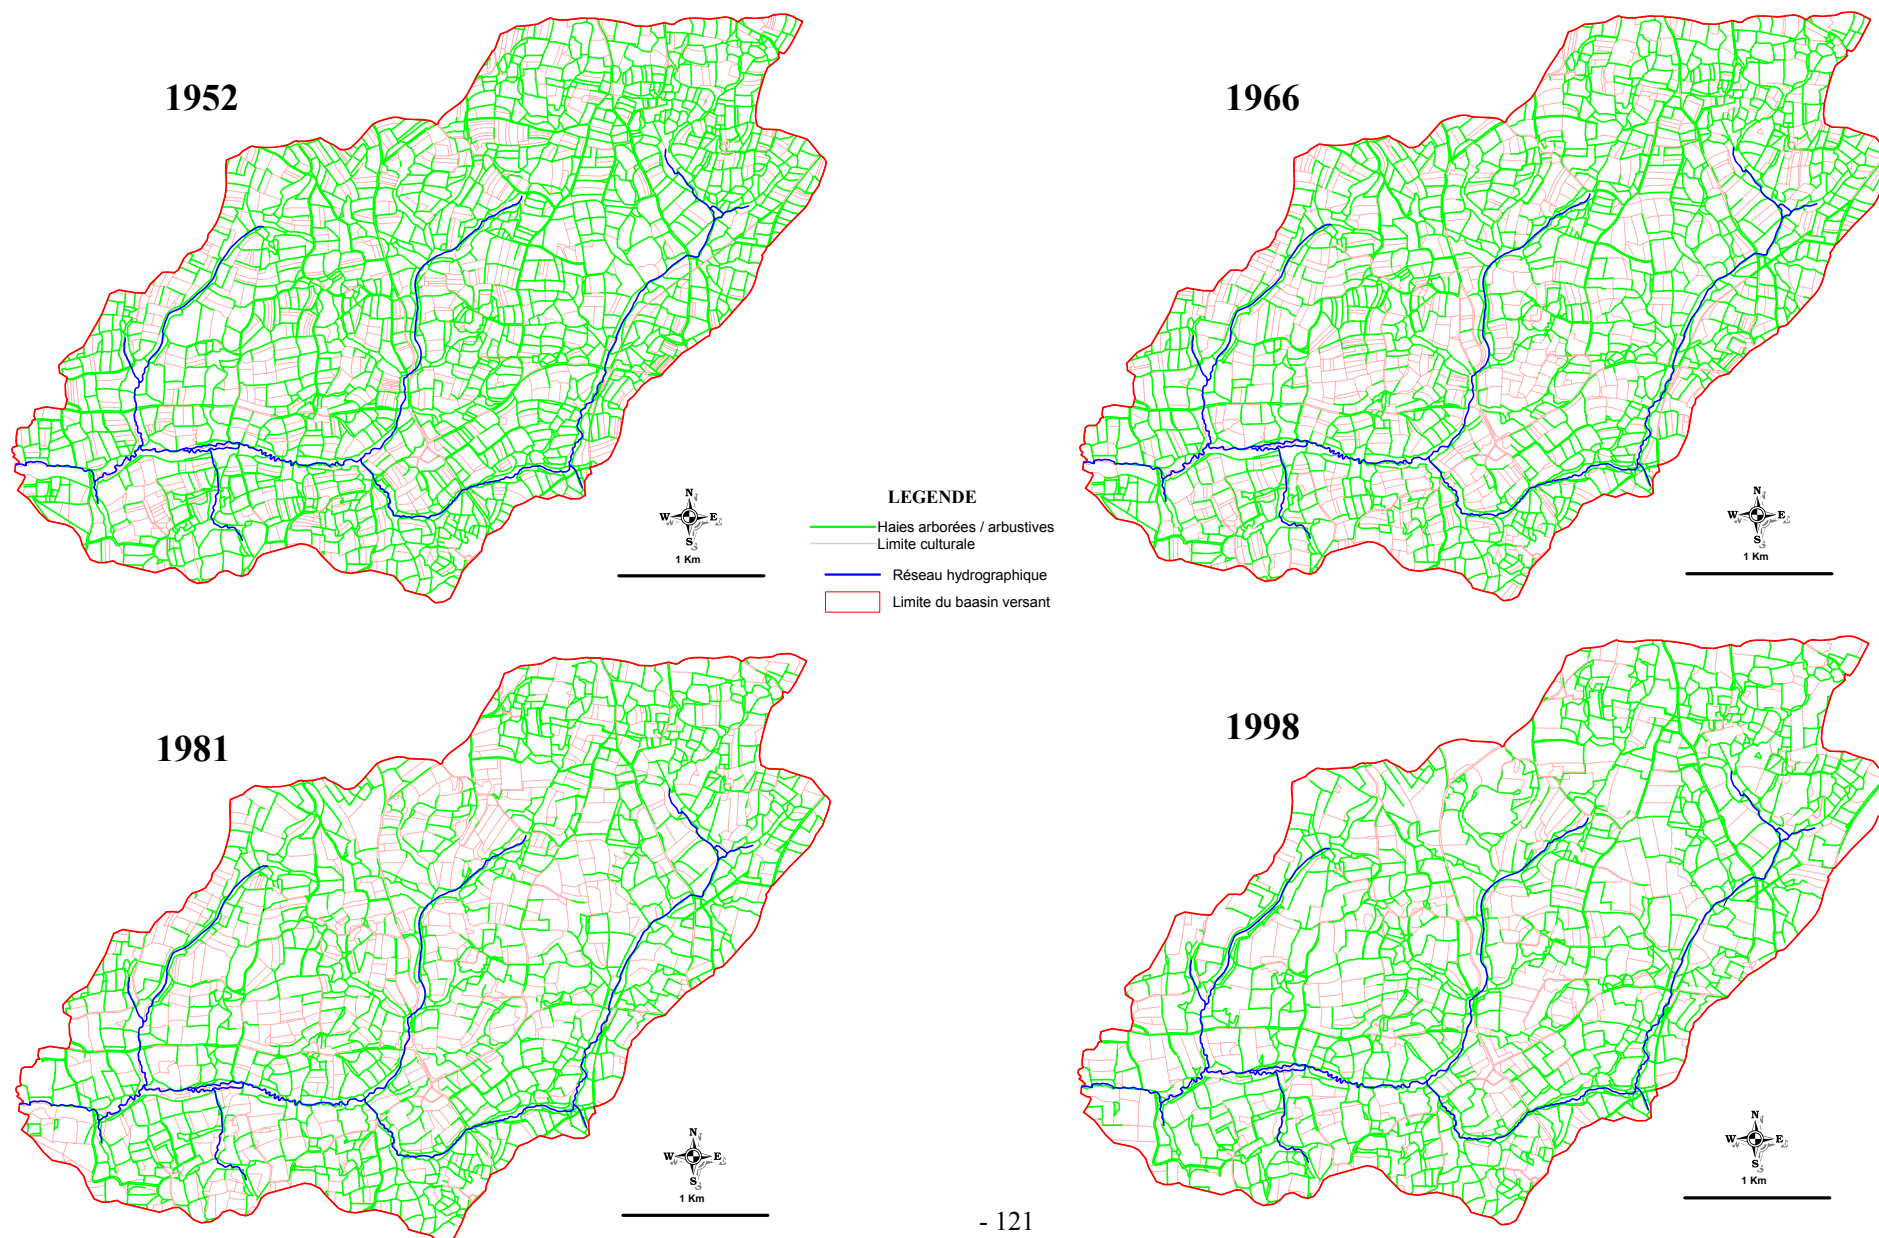 1952
N
W E
S
1 Km
1966
N
W E
S
1 Km
LEGENDE
Haies arborées / arbustives
Limite culturale
Réseau hydrographique
Limite du baasin versant
1981
N
W E
S
1 Km
1998
N
W E
S
1 Km
- 121